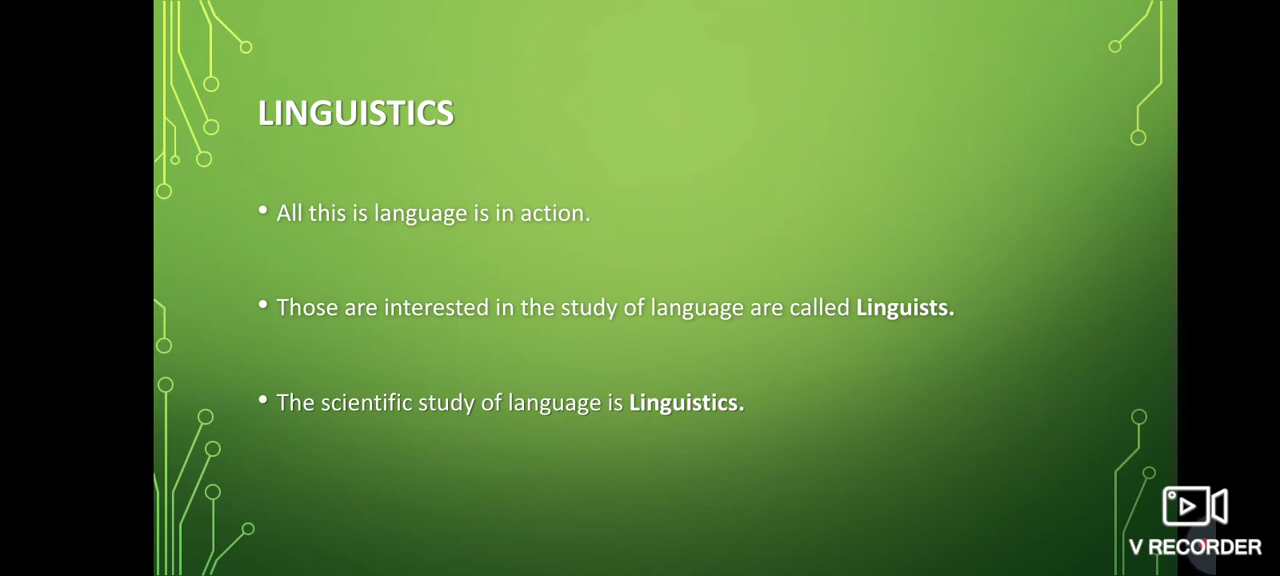 LINGUISTICS
• All this is language is in action.
• Those are interested in the study of language are called Linguists.
• The scientific study of language is Linguistics.
V RECORDER